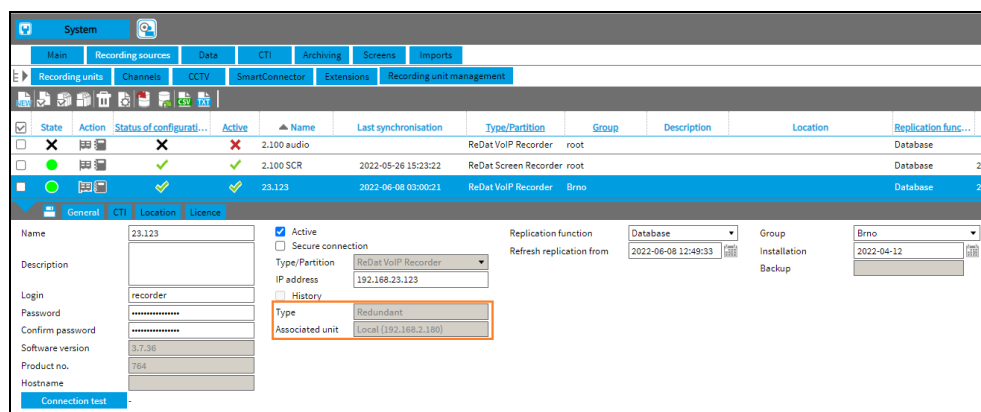 System
Main Recording sources Data CTI Archiving Screens Imports
Recording units Channels CCTV SmartConnector Extensions Recording unit management
NEW CSV TXT
State Action Status of configurati... Active Name Last synchronisation Type/Partition Group Description Location Replication func...
2.100 audio ReDat VoIP Recorder root Database
2.100 SCR 2022-05-26 15:23:22 ReDat Screen Recorder root Database 2
23.123 2022-06-08 03:00:21 ReDat VoIP Recorder Brno Database 2
General CTI Location Licence
Name 23.123 Active Replication function Database Group Brno
Secure connection Refresh replication from 2022-06-08 12:49:33 Installation 2022-04-12
Description Type/Partition ReDat VoIP Recorder Backup
IP address 192.168.23.123
Login recorder History
Password •••••••••••••••• Type Redundant
Confirm password •••••••••••••••• Associated unit Local (192.168.2.180)
Software version 3.7.36
Product no. 764
Hostname
Connection test -